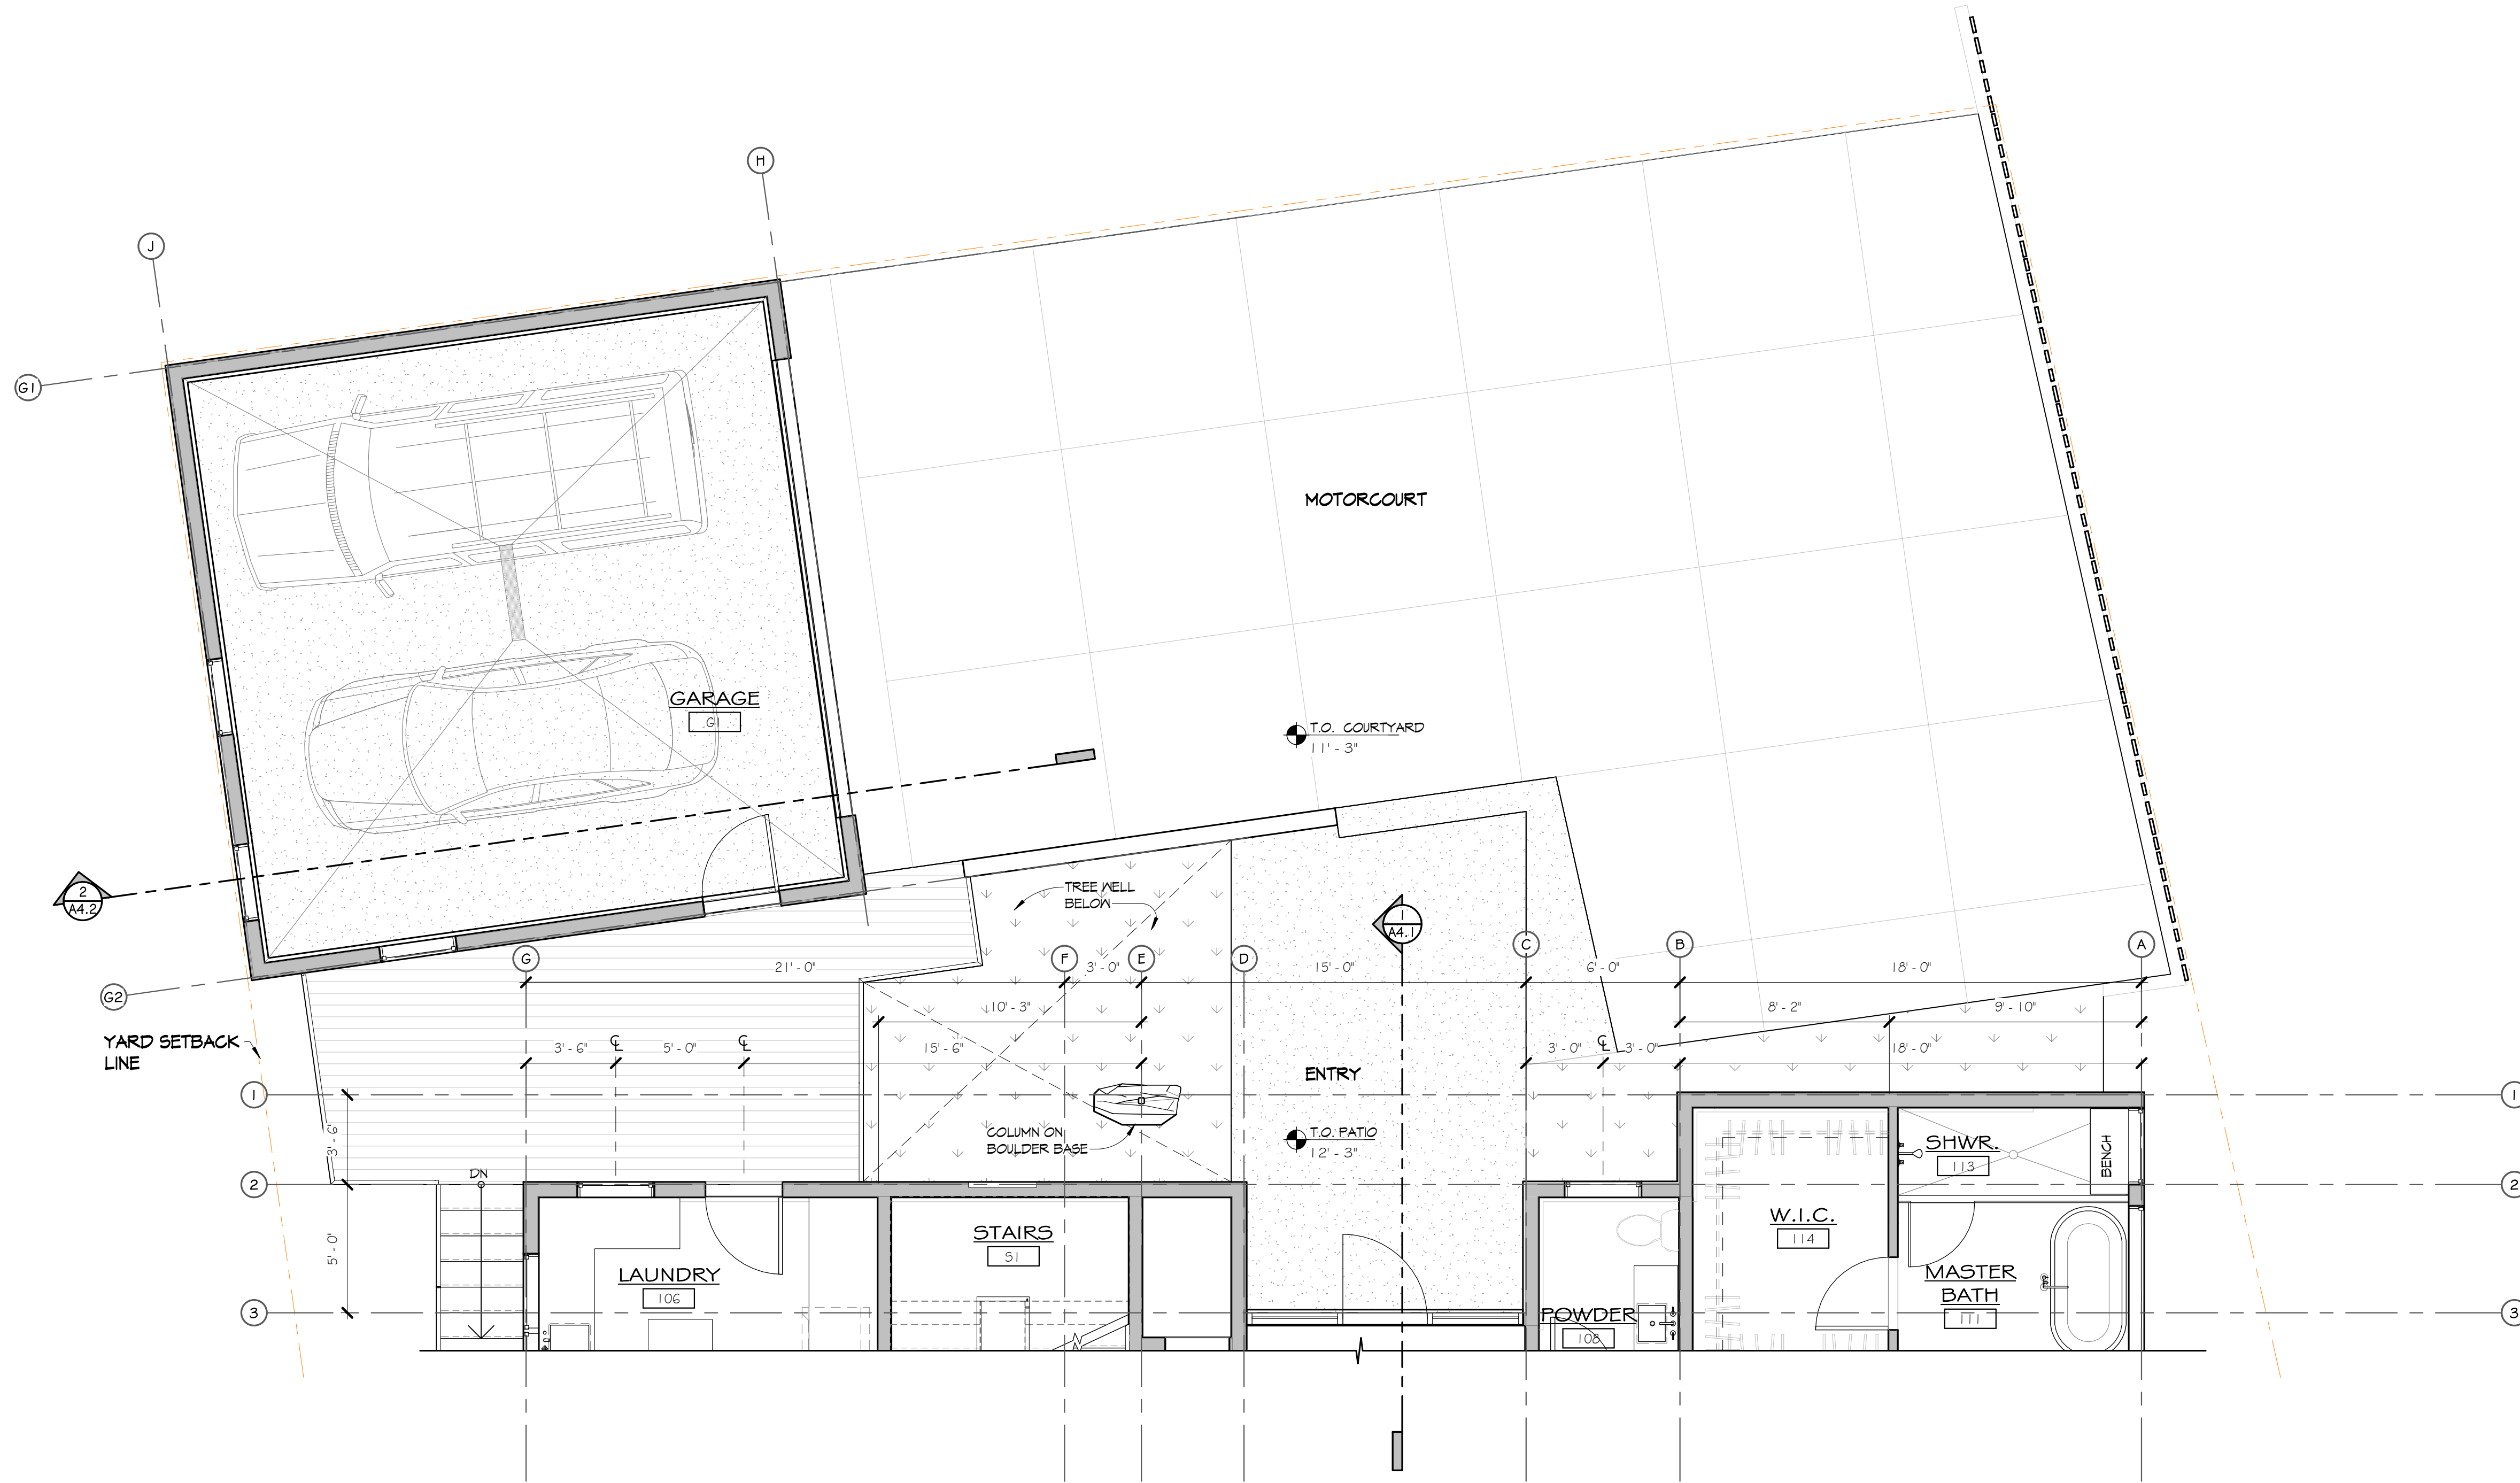 H
J
G1
MOTORCOURT
GARAGE
G1
T.O. COURTYARD
11' - 3"
2
A4.2
TREE WELL
BELOW
1
A4.1
G
F
E
D
C
B
A
21' - 0"
3' - 0"
15' - 0"
6' - 0"
18' - 0"
G2
10' - 3"
8' - 2"
9' - 10"
YARD SETBACK
LINE
3' - 6"
℄
5' - 0"
℄
15' - 6"
3' - 0"
℄
3' - 0"
18' - 0"
ENTRY
1
1
3' - 6"
COLUMN ON
BOULDER BASE
T.O. PATIO
12' - 3"
SHWR.
113
BENCH
DN
2
2
5' - 0"
STAIRS
S1
W.I.C.
114
LAUNDRY
106
MASTER
BATH
111
3
3
POWDER
108